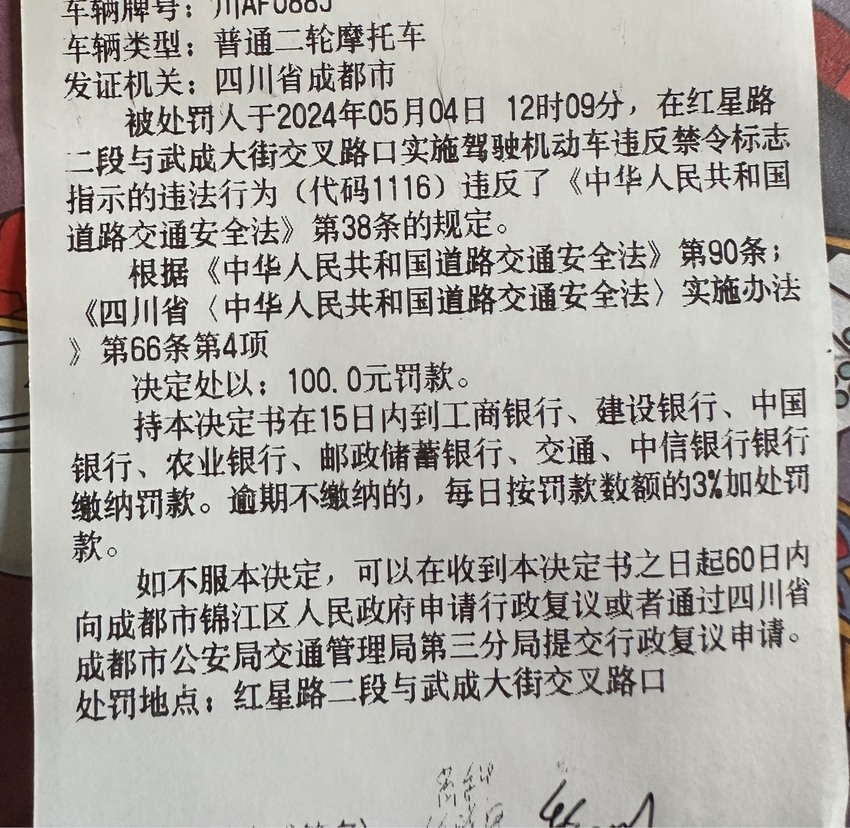 车辆牌号：川AF0885
车辆类型：普通二轮摩托车
发证机关：四川省成都市
被处罚人于2024年05月04日 12时09分，在红星路
二段与武成大街交叉路口实施驾驶机动车违反禁令标志
指示的违法行为（代码1116）违反了《中华人民共和国
道路交通安全法》第38条的规定。
根据《中华人民共和国道路交通安全法》第90条；
《四川省〈中华人民共和国道路交通安全法〉实施办法
》第66条第4项
决定处以：100.0元罚款。
持本决定书在15日内到工商银行、建设银行、中国
银行、农业银行、邮政储蓄银行、交通、中信银行银行
缴纳罚款。逾期不缴纳的，每日按罚款数额的3%加处罚
款。
如不服本决定，可以在收到本决定书之日起60日内
向成都市锦江区人民政府申请行政复议或者通过四川省
成都市公安局交通管理局第三分局提交行政复议申请。
处罚地点：红星路二段与武成大街交叉路口